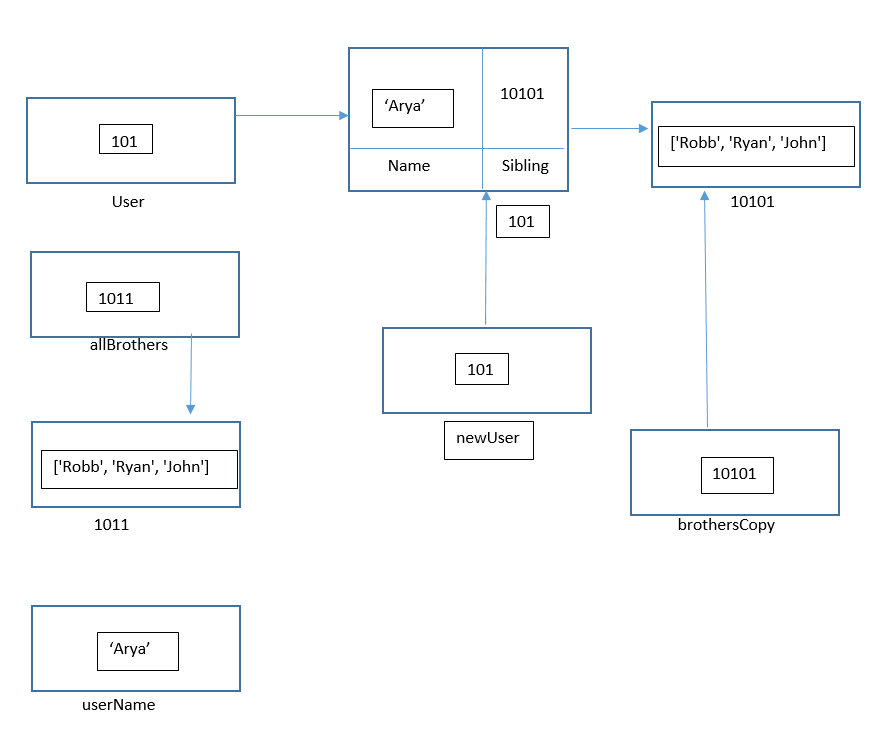 101
User
‘Arya’
10101
Name
Sibling
101
['Robb', 'Ryan', 'John']
10101
1011
allBrothers
101
newUser
['Robb', 'Ryan', 'John']
1011
10101
brothersCopy
‘Arya’
userName